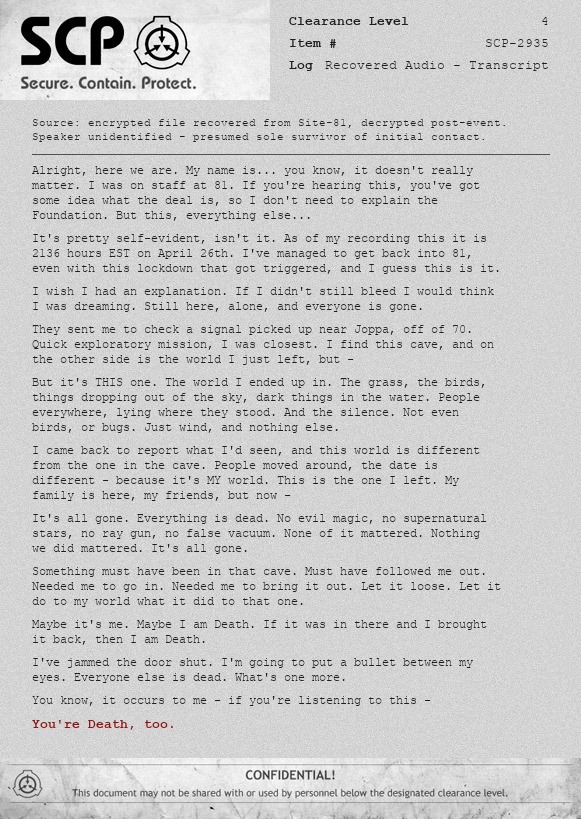 SCP
Secure. Contain. Protect.
Clearance Level 4
Item # SCP-2935
Log Recovered Audio - Transcript
Source: encrypted file recovered from Site-81, decrypted post-event.
Speaker unidentified - presumed sole survivor of initial contact.
Alright, here we are. My name is... you know, it doesn't really
matter. I was on staff at 81. If you're hearing this, you've got
some idea what the deal is, so I don't need to explain the
Foundation. But this, everything else...
It's pretty self-evident, isn't it. As of my recording this it is
2136 hours EST on April 26th. I've managed to get back into 81,
even with this lockdown that got triggered, and I guess this is it.
I wish I had an explanation. If I didn't still bleed I would think
I was dreaming. Still here, alone, and everyone is gone.
They sent me to check a signal picked up near Joppa, off of 70.
Quick exploratory mission, I was closest. I find this cave, and on
the other side is the world I just left, but -
But it's THIS one. The world I ended up in. The grass, the birds,
things dropping out of the sky, dark things in the water. People
everywhere, lying where they stood. And the silence. Not even
birds, or bugs. Just wind, and nothing else.
I came back to report what I'd seen, and this world is different
from the one in the cave. People moved around, the date is
different - because it's MY world. This is the one I left. My
family is here, my friends, but now -
It's all gone. Everything is dead. No evil magic, no supernatural
stars, no ray gun, no false vacuum. None of it mattered. Nothing
we did mattered. It's all gone.
Something must have been in that cave. Must have followed me out.
Needed me to go in. Needed me to bring it out. Let it loose. Let it
do to my world what it did to that one.
Maybe it's me. Maybe I am Death. If it was in there and I brought
it back, then I am Death.
I've jammed the door shut. I'm going to put a bullet between my
eyes. Everyone else is dead. What's one more.
You know, it occurs to me - if you're listening to this -
You're Death, too.
CONFIDENTIAL!
This document may not be shared with or used by personnel below the designated clearance level.